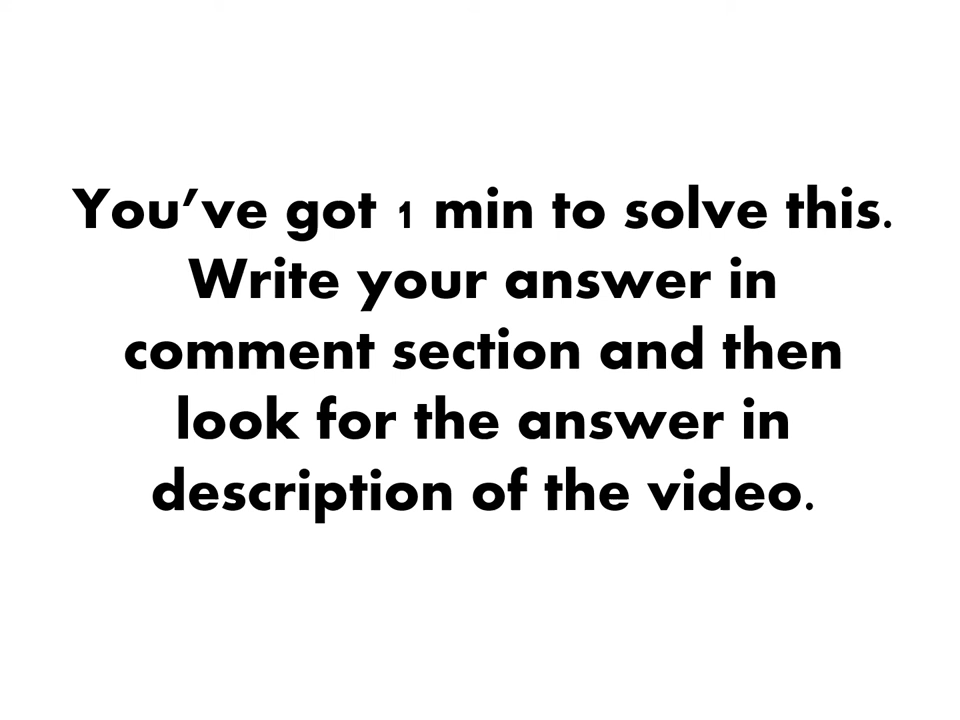 You’ve got 1 min to solve this.
Write your answer in
comment section and then
look for the answer in
description of the video.